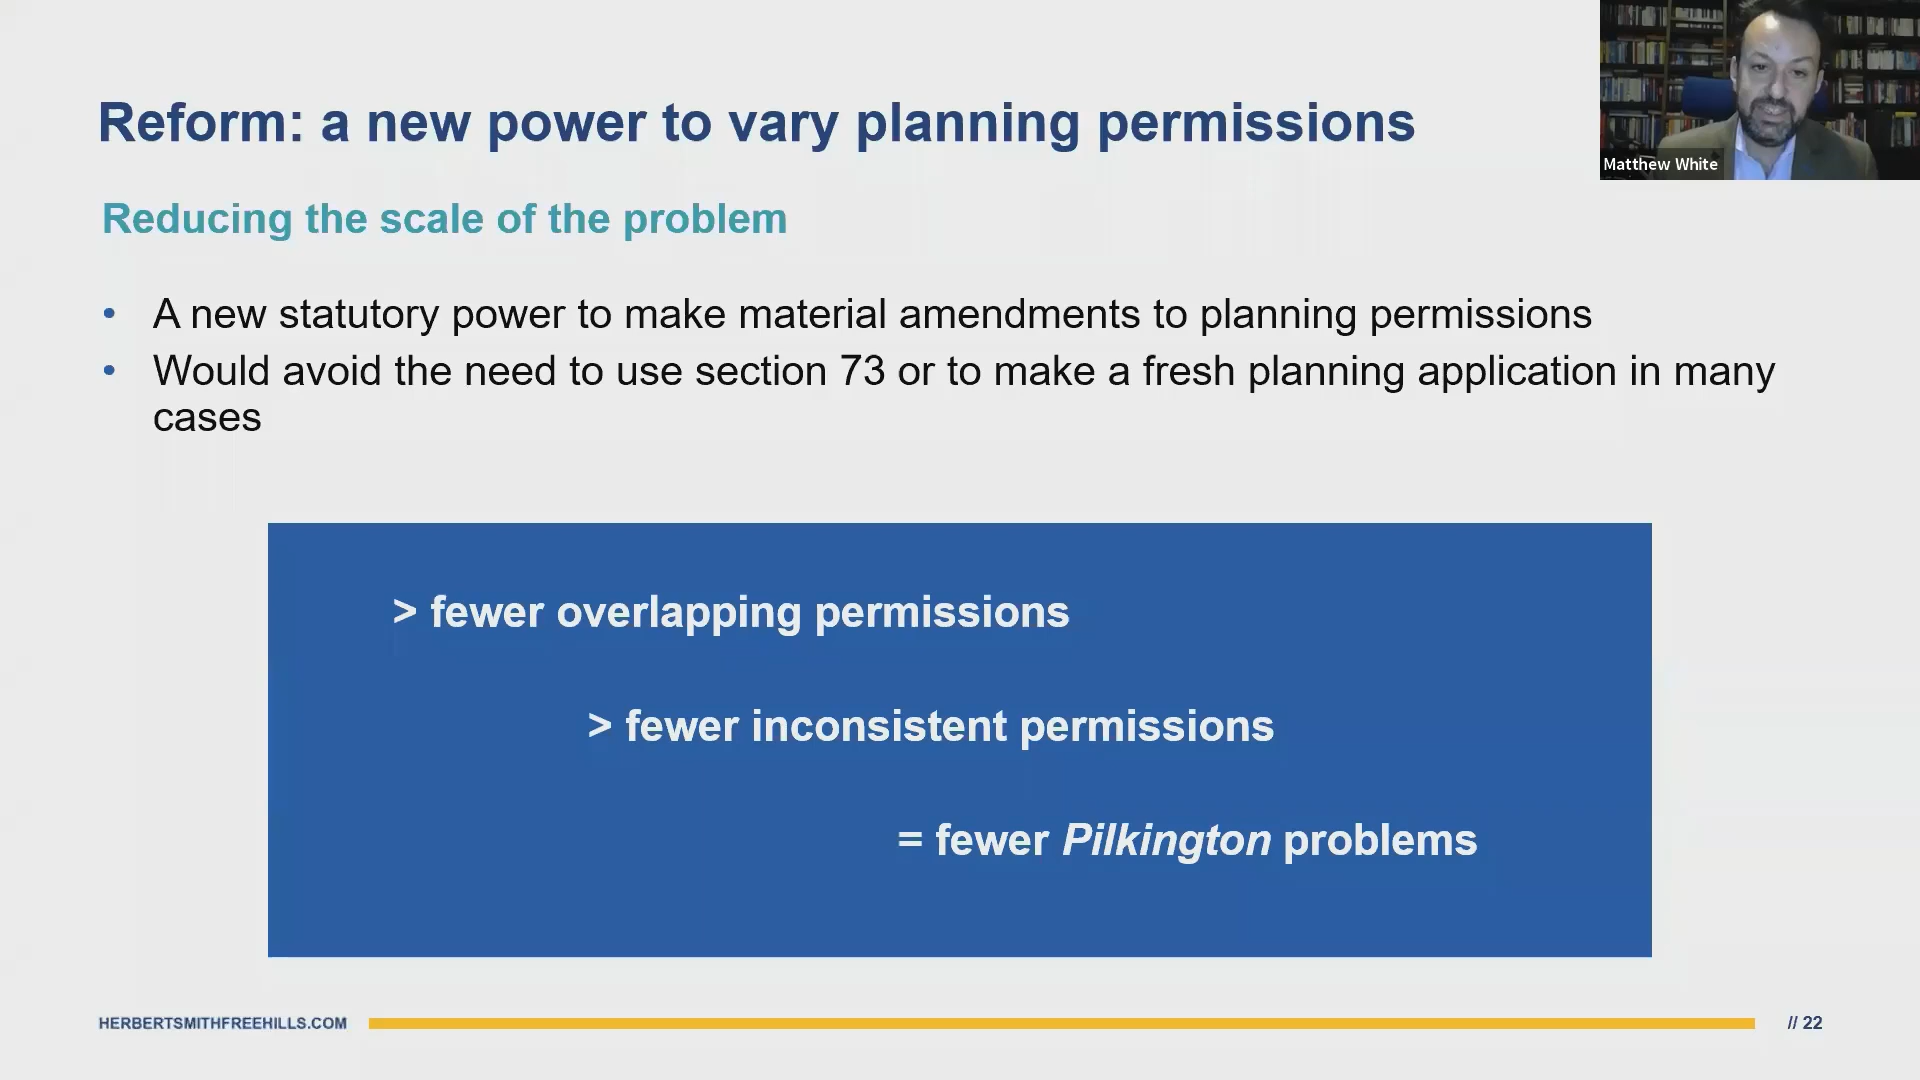 Reform: a new power to vary planning permissions
Matthew White
Reducing the scale of the problem
• A new statutory power to make material amendments to planning permissions
• Would avoid the need to use section 73 or to make a fresh planning application in many
cases
> fewer overlapping permissions
> fewer inconsistent permissions
= fewer Pilkington problems
HERBERTSMITHFREEHILLS.COM
// 22